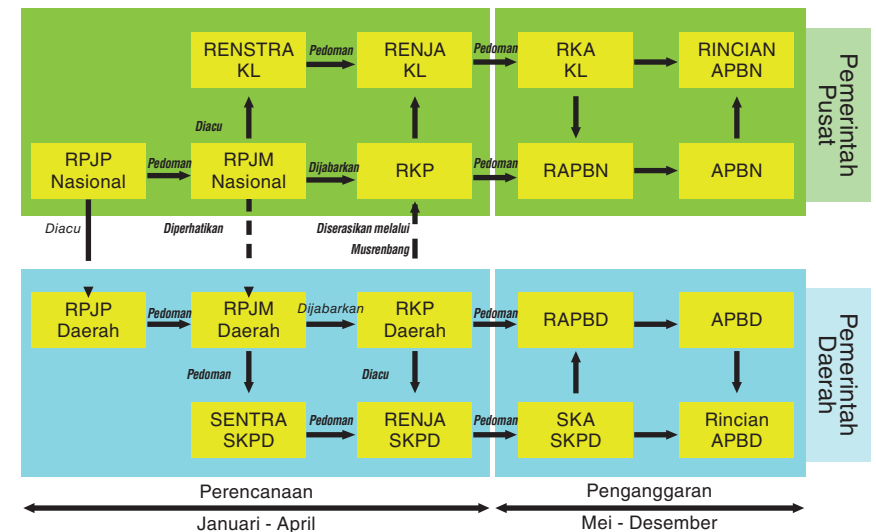 RENSTRA
KL
Pedoman
RENJA
KL
Pedoman
RKA
KL
RINCIAN
APBN
Pemerintah
Pusat
Diacu
RPJP
Nasional
Pedoman
RPJM
Nasional
Dijabarkan
RKP
Pedoman
RAPBN
APBN
Diacu
Diperhatikan
Diserasikan melalui
Musrenbang
RPJP
Daerah
Pedoman
RPJM
Daerah
Dijabarkan
RKP
Daerah
Pedoman
RAPBD
APBD
Pemerintah
Daerah
Pedoman
Diacu
SENTRA
SKPD
Pedoman
RENJA
SKPD
Pedoman
SKA
SKPD
Rincian
APBD
Perencanaan
Penganggaran
Januari - April
Mei - Desember